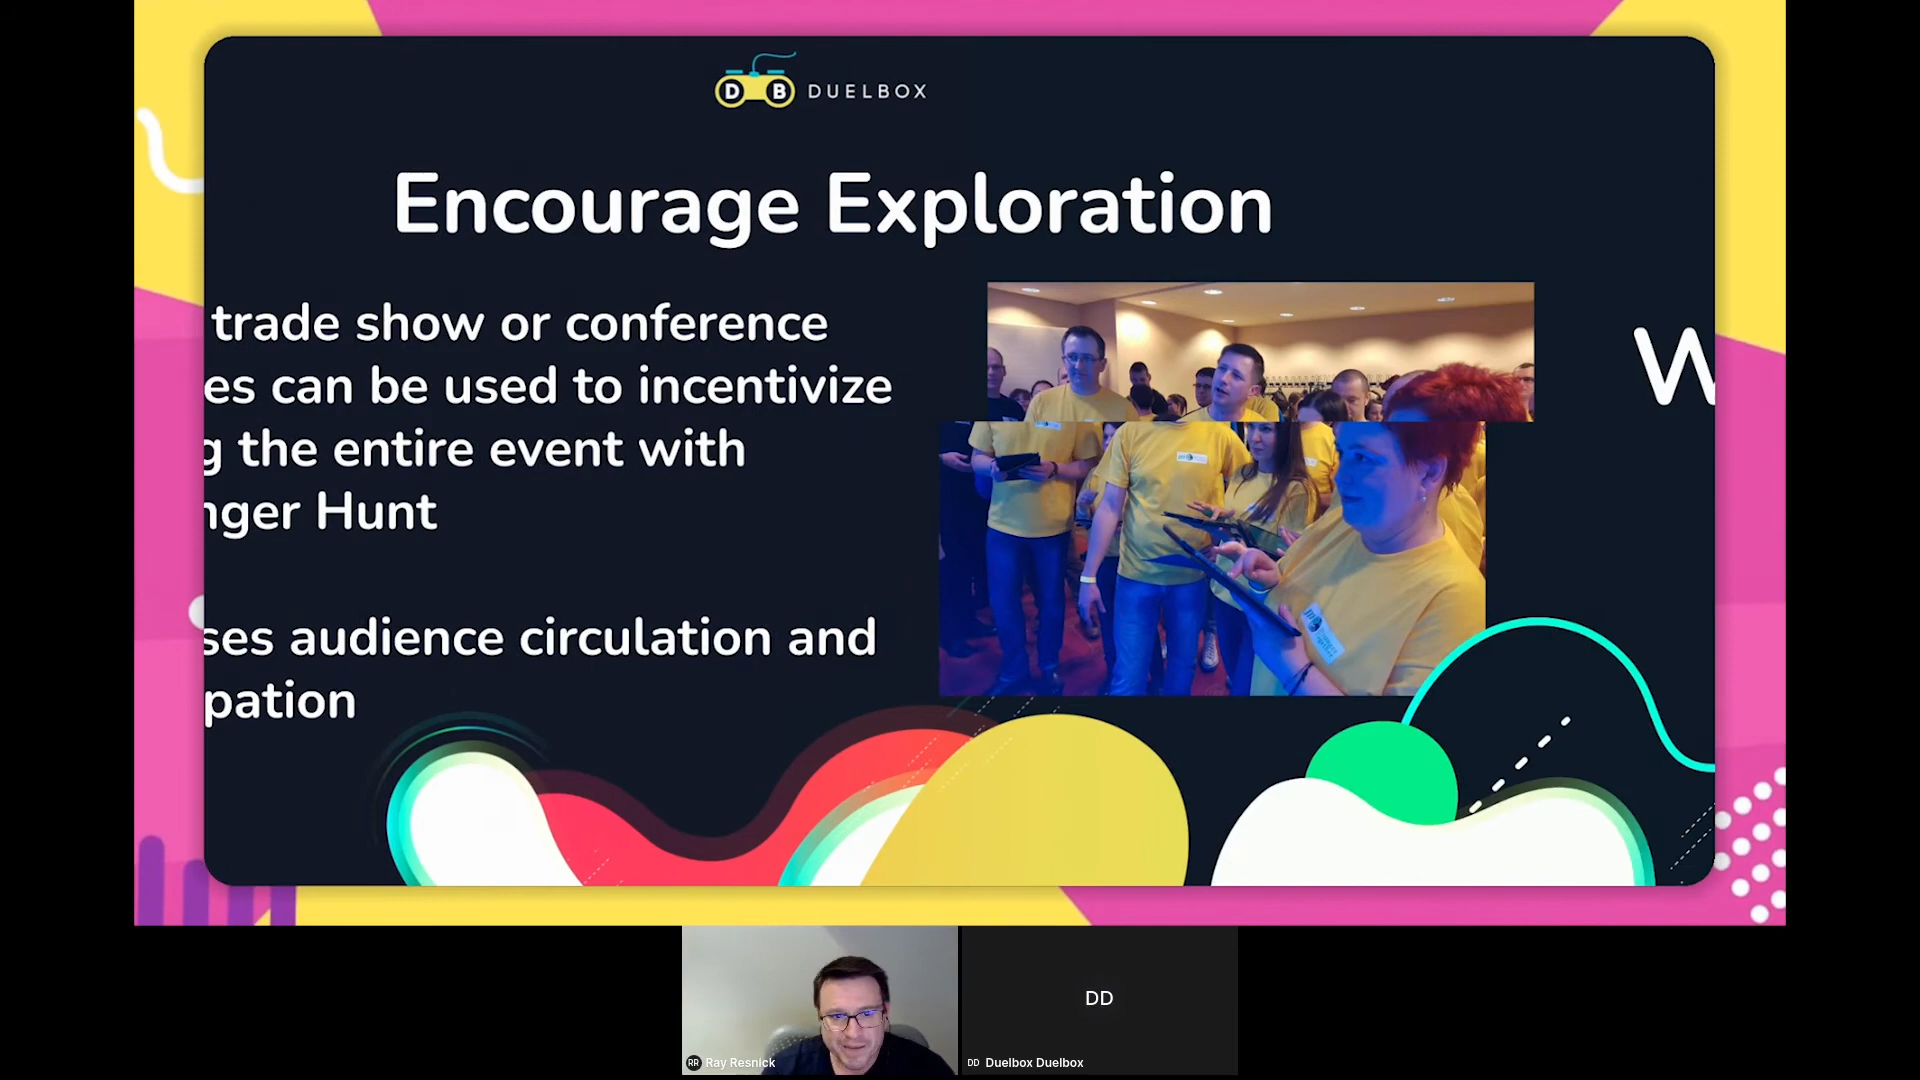 D B DUELBOX
Encourage Exploration
trade show or conference
es can be used to incentivize
g the entire event with
nger Hunt
ses audience circulation and
pation
W
DD
RR Ray Resnick
DD Duelbox Duelbox